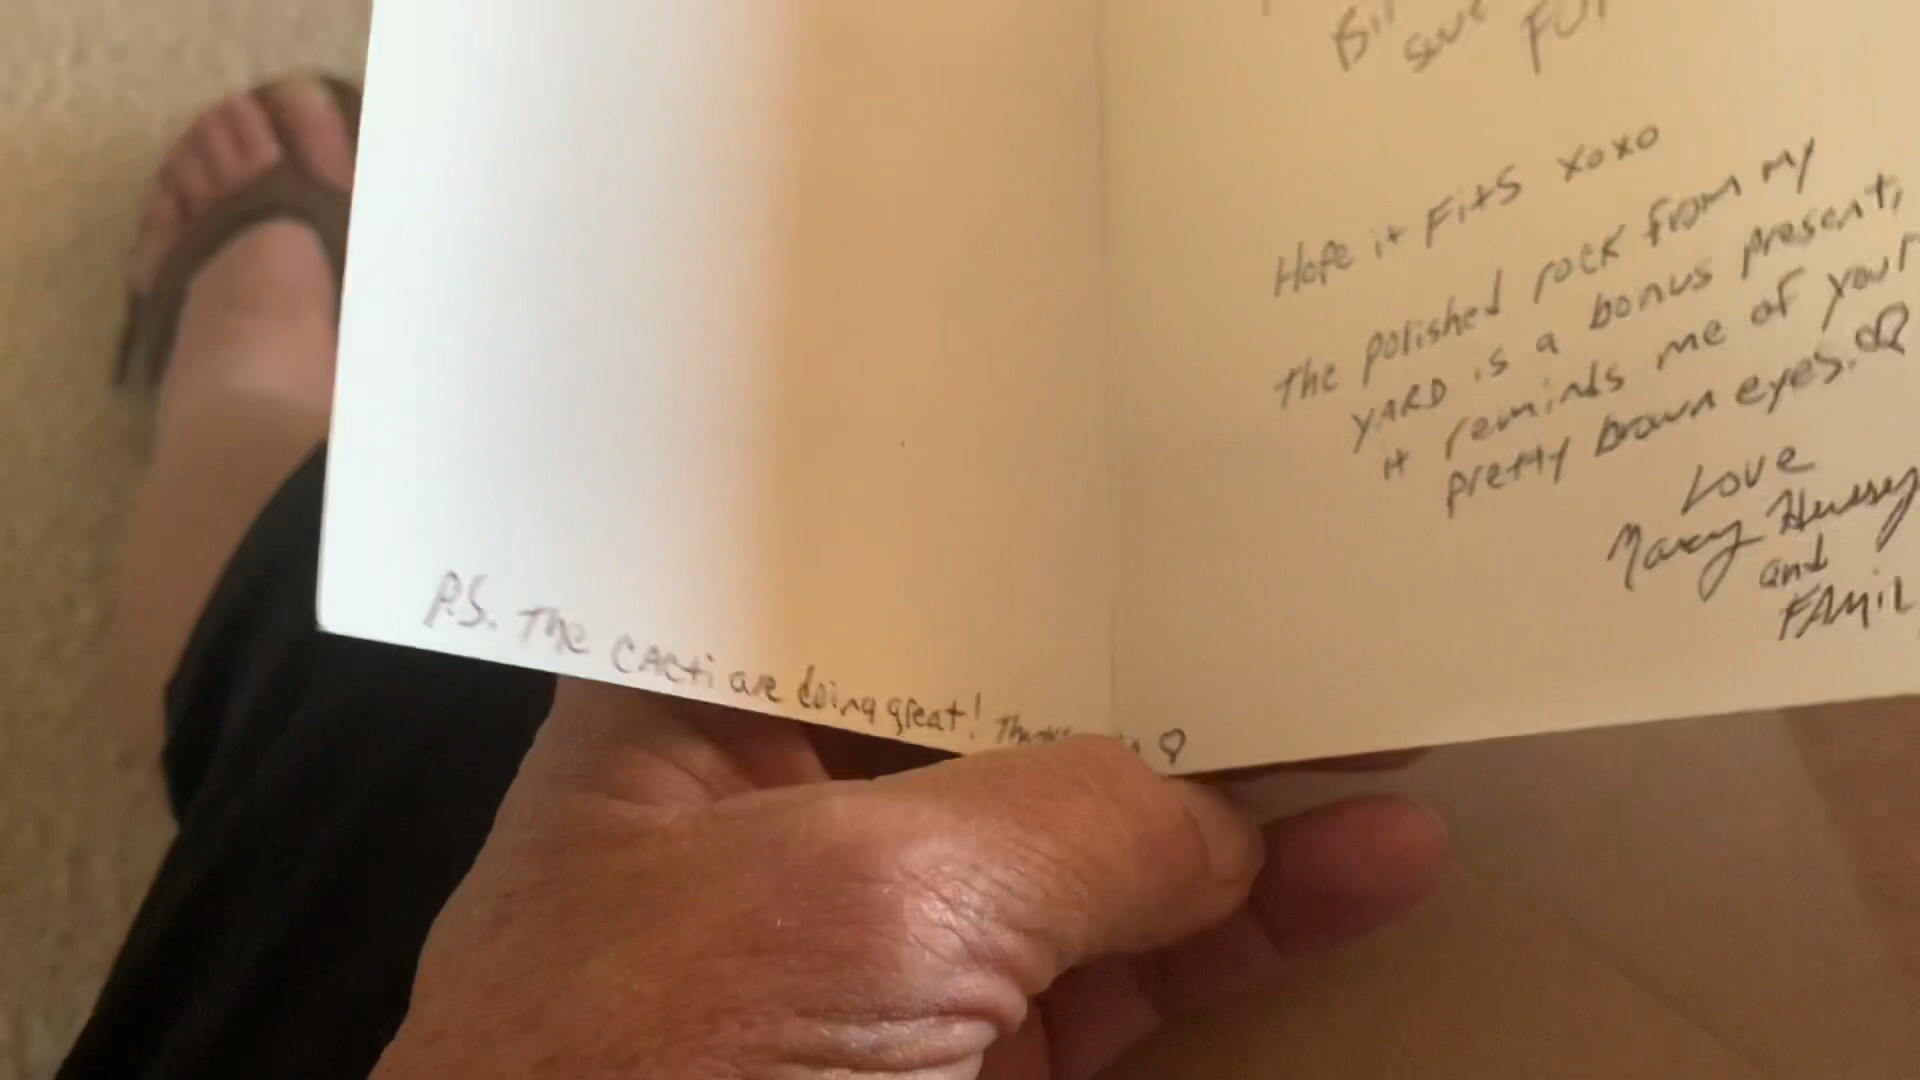 Hope it Fits xoxo
The polished rock from my
YARD is a bonus present,
it reminds me of your
pretty brown eyes.
Love
and
P.S. The cacti are doing great! Thanks